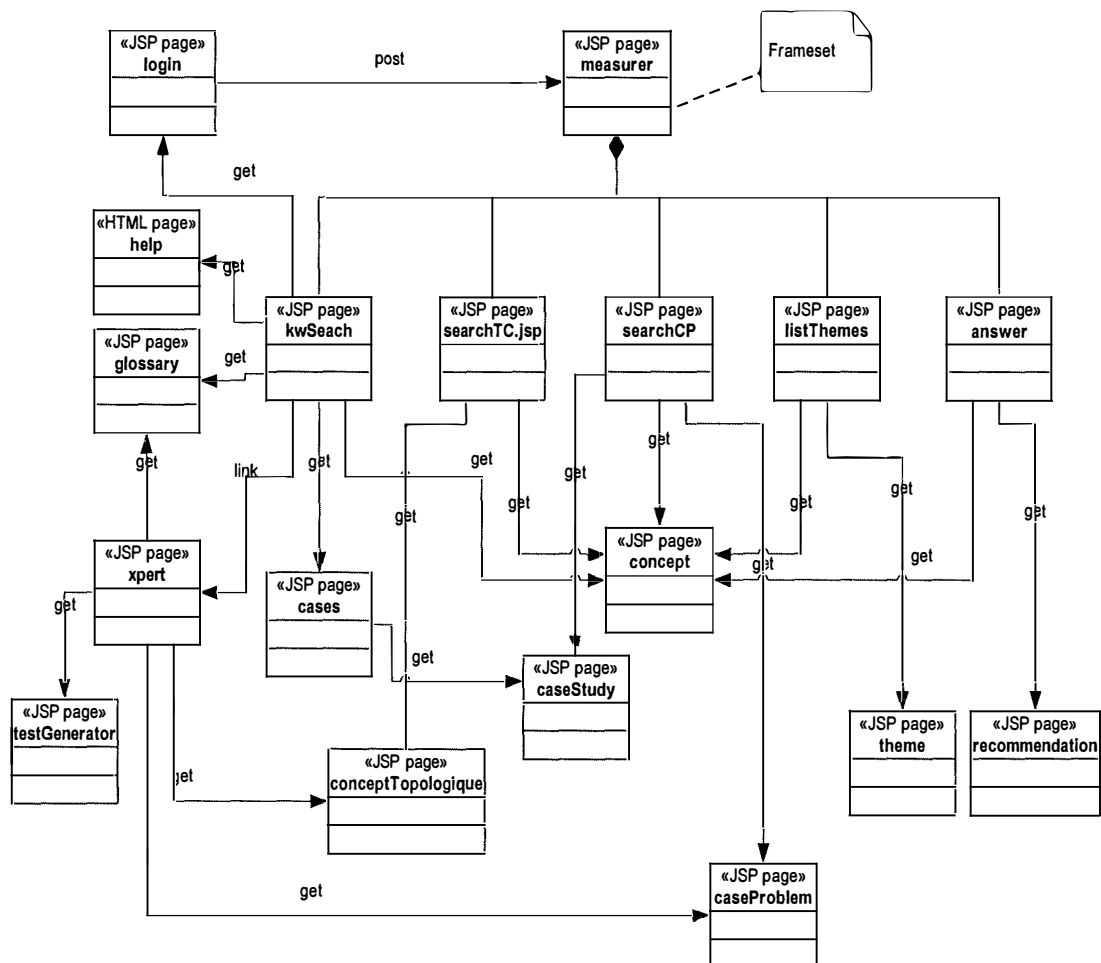 «JSP page»
login
post
«JSP page»
measurer
Frameset
get
«HTML page»
help
get
«JSP page»
kwSeach
«JSP page»
searchTC.jsp
«JSP page»
searchCP
«JSP page»
listThemes
«JSP page»
answer
«JSP page»
glossary
get
get
link
get
get
get
get
get
get
get
get
get
get
«JSP page»
xpert
«JSP page»
concept
get
get
get
«JSP page»
cases
get
«JSP page»
caseStudy
«JSP page»
testGenerator
«JSP page»
theme
«JSP page»
recommendation
get
«JSP page»
conceptTopologique
get
«JSP page»
caseProblem